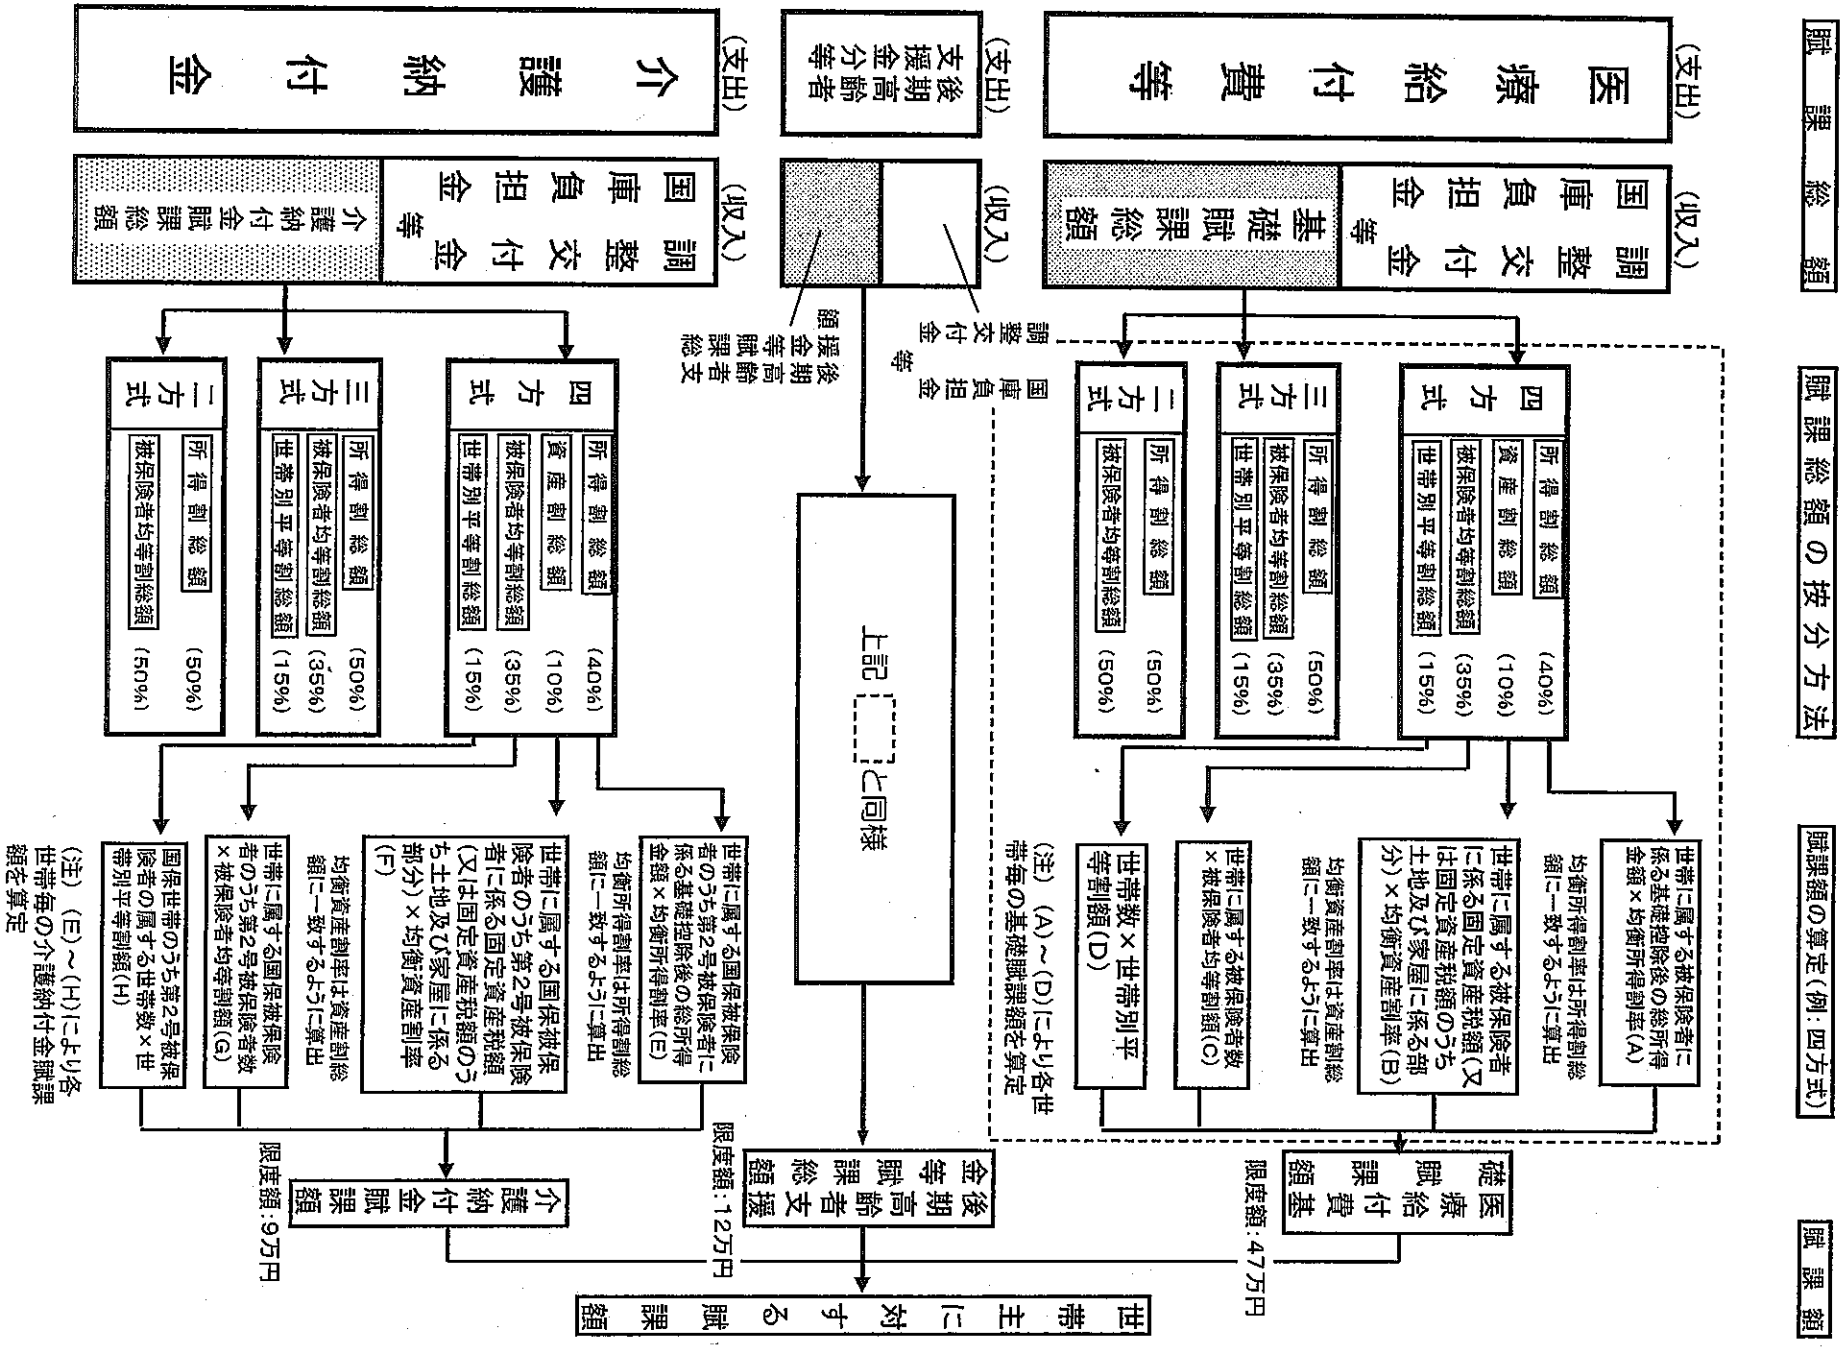 賦課総額
賦課総額の按分方法
賦課額の算定(例:四方式)
賦課額
(支出)
医療給付費等
(収入)
国庫負担金
等
調整交付金
基礎賦課総額
四方式
所得割総額 (40%)
資産割総額 (10%)
被保険者均等割総額 (35%)
世帯別平等割総額 (15%)
三方式
所得割総額 (50%)
被保険者均等割総額 (35%)
世帯別平等割総額 (15%)
二方式
所得割総額 (50%)
被保険者均等割総額 (50%)
世帯に属する被保険者に
係る基礎控除後の総所得
金額×均衡所得割率(A)
均衡所得割率は所得割総
額に一致するように算出
世帯に属する被保険者
に係る固定資産税額(又
は固定資産税額のうち
土地及び家屋に係る部
分)×均衡資産割率(B)
均衡資産割率は資産割総
額に一致するように算出
世帯に属する被保険者数
×被保険者均等割額(C)
世帯数×世帯別平
等割額(D)
(注) (A)~(D)により各世
帯毎の基礎賦課額を算定
医療給付費基
礎賦課額
限度額:47万円
(支出)
後期高齢者
支援金分等
(収入)
調整交付金
等
国庫負担金
後期高齢者支
援金等賦課総
額
上記 と同様
後期高齢者支援
金等賦課総額
限度額:12万円
(支出)
介護納付金
(収入)
国庫負担金
等
調整交付金
介護納付金賦課総額
四方式
所得割総額 (40%)
資産割総額 (10%)
被保険者均等割総額 (35%)
世帯別平等割総額 (15%)
三方式
所得割総額 (50%)
被保険者均等割総額 (35%)
世帯別平等割総額 (15%)
二方式
所得割総額 (50%)
被保険者均等割総額 (50%)
世帯に属する国保被保険
者のうち第2号被保険者に
係る基礎控除後の総所得
金額×均衡所得割率(E)
均衡所得割率は所得割総
額に一致するように算出
世帯に属する国保被保
険者のうち第2号被保険
者に係る固定資産税額
(又は固定資産税額のう
ち土地及び家屋に係る
部分)×均衡資産割率
(F)
均衡資産割率は資産割総
額に一致するように算出
世帯に属する国保被保険
者のうち第2号被保険者数
×被保険者均等割額(G)
国保世帯のうち第2号被保
険者の属する世帯数×世
帯別平等割額(H)
(注) (E)~(H)により各
世帯毎の介護納付金賦課
額を算定
介護納付金賦課額
限度額:9万円
世帯主に対する賦課額